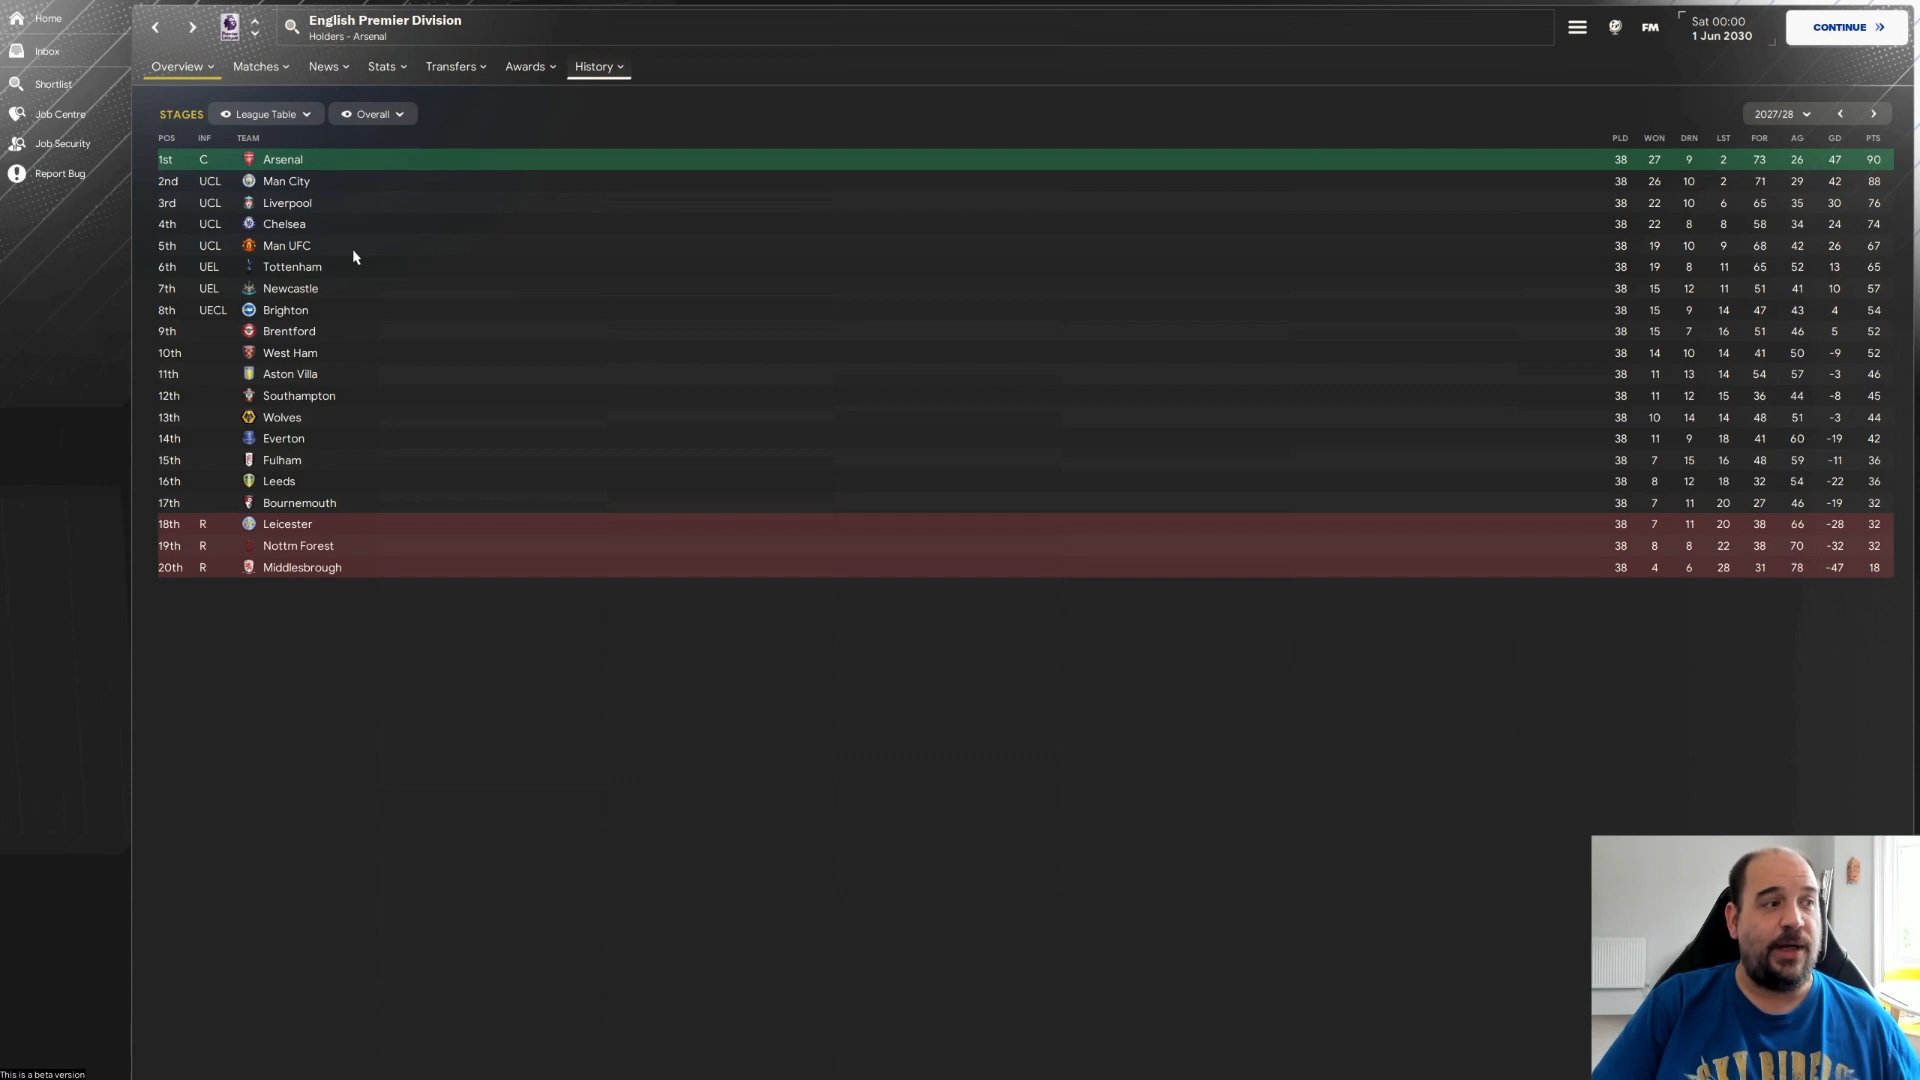 Home
Inbox
Shortlist
Job Centre
Job Security
Report Bug
English Premier Division
Holders - Arsenal
FM
Sat 00:00
1 Jun 2030
CONTINUE
Overview Matches News Stats Transfers Awards History
STAGES League Table Overall 2027/28
POS INF TEAM PLD WON DRN LST FOR AG GD PTS
1st C Arsenal 38 27 9 2 73 26 47 90
2nd UCL Man City 38 26 10 2 71 29 42 88
3rd UCL Liverpool 38 22 10 6 65 35 30 76
4th UCL Chelsea 38 22 8 8 58 34 24 74
5th UCL Man UFC 38 19 10 9 68 42 26 67
6th UEL Tottenham 38 19 8 11 65 52 13 65
7th UEL Newcastle 38 15 12 11 51 41 10 57
8th UECL Brighton 38 15 9 14 47 43 4 54
9th Brentford 38 15 7 16 51 46 5 52
10th West Ham 38 14 10 14 41 50 -9 52
11th Aston Villa 38 11 13 14 54 57 -3 46
12th Southampton 38 11 12 15 36 44 -8 45
13th Wolves 38 10 14 14 48 51 -3 44
14th Everton 38 11 9 18 41 60 -19 42
15th Fulham 38 7 15 16 48 59 -11 36
16th Leeds 38 8 12 18 32 54 -22 36
17th Bournemouth 38 7 11 20 27 46 -19 32
18th R Leicester 38 7 11 20 38 66 -28 32
19th R Nottm Forest 38 8 8 22 38 70 -32 32
20th R Middlesbrough 38 4 6 28 31 78 -47 18
This is a beta version